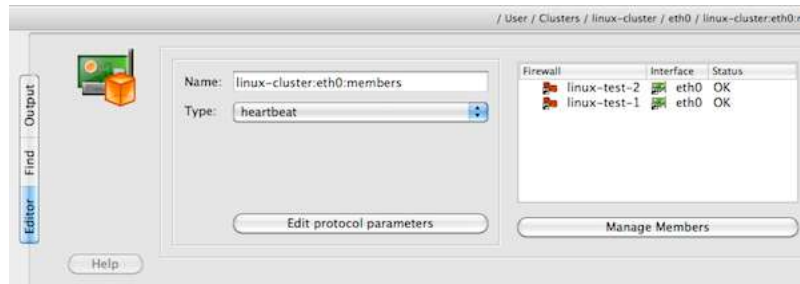 / User / Clusters / linux-cluster / eth0 / linux-cluster:eth0:
Output
Find
Editor
Name: linux-cluster:eth0:members
Type: heartbeat
Edit protocol parameters
Firewall Interface Status
linux-test-2 eth0 OK
linux-test-1 eth0 OK
Manage Members
Help